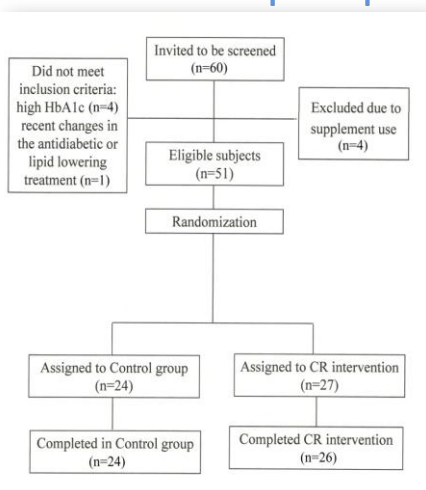 Invited to be screened
(n=60)
Did not meet
inclusion criteria:
high HbA1c (n=4)
recent changes in
the antidiabetic or
lipid lowering
treatment (n=1)
Excluded due to
supplement use
(n=4)
Eligible subjects
(n=51)
Randomization
Assigned to Control group
(n=24)
Assigned to CR intervention
(n=27)
Completed in Control group
(n=24)
Completed CR intervention
(n=26)